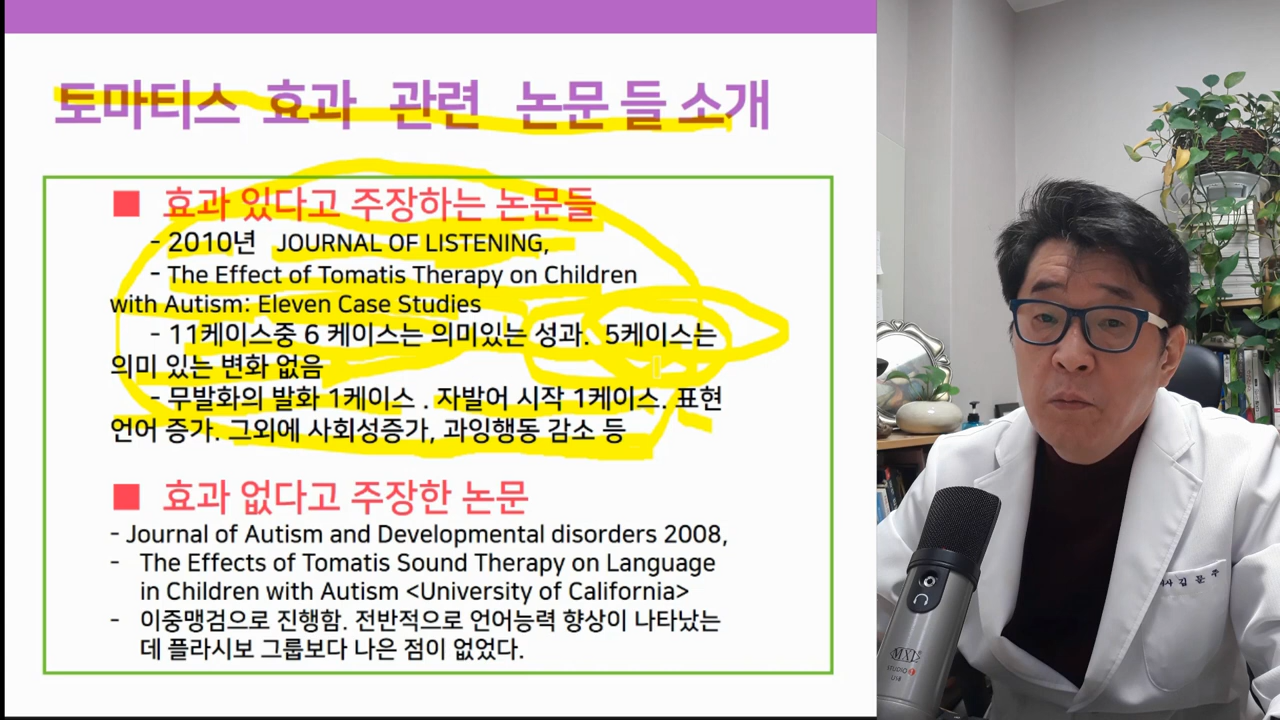 토마티스 효과 관련 논문 들 소개
■ 효과 있다고 주장하는 논문들
- 2010년 JOURNAL OF LISTENING,
- The Effect of Tomatis Therapy on Children
with Autism: Eleven Case Studies
- 11케이스중 6 케이스는 의미있는 성과. 5케이스는
의미 있는 변화 없음
- 무발화의 발화 1케이스 . 자발어 시작 1케이스. 표현
언어 증가. 그외에 사회성증가, 과잉행동 감소 등
■ 효과 없다고 주장한 논문
- Journal of Autism and Developmental disorders 2008,
- The Effects of Tomatis Sound Therapy on Language
in Children with Autism <University of California>
- 이중맹검으로 진행함. 전반적으로 언어능력 향상이 나타났는
데 플라시보 그룹보다 나은 점이 없었다.
김문주
MXL
STUDIO
USB